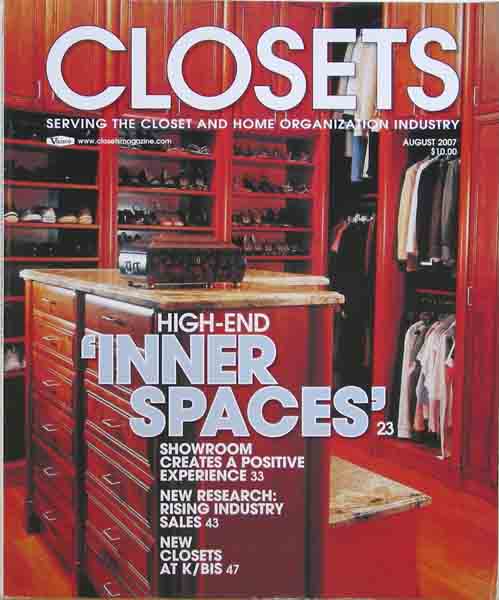 CLOSETS
SERVING THE CLOSET AND HOME ORGANIZATION INDUSTRY
Vance www.closetsmagazine.com AUGUST 2007
$10.00
HIGH-END
'INNER
SPACES' 23
SHOWROOM
CREATES A POSITIVE
EXPERIENCE 33
NEW RESEARCH:
RISING INDUSTRY
SALES 43
NEW
CLOSETS
AT K/BIS 47